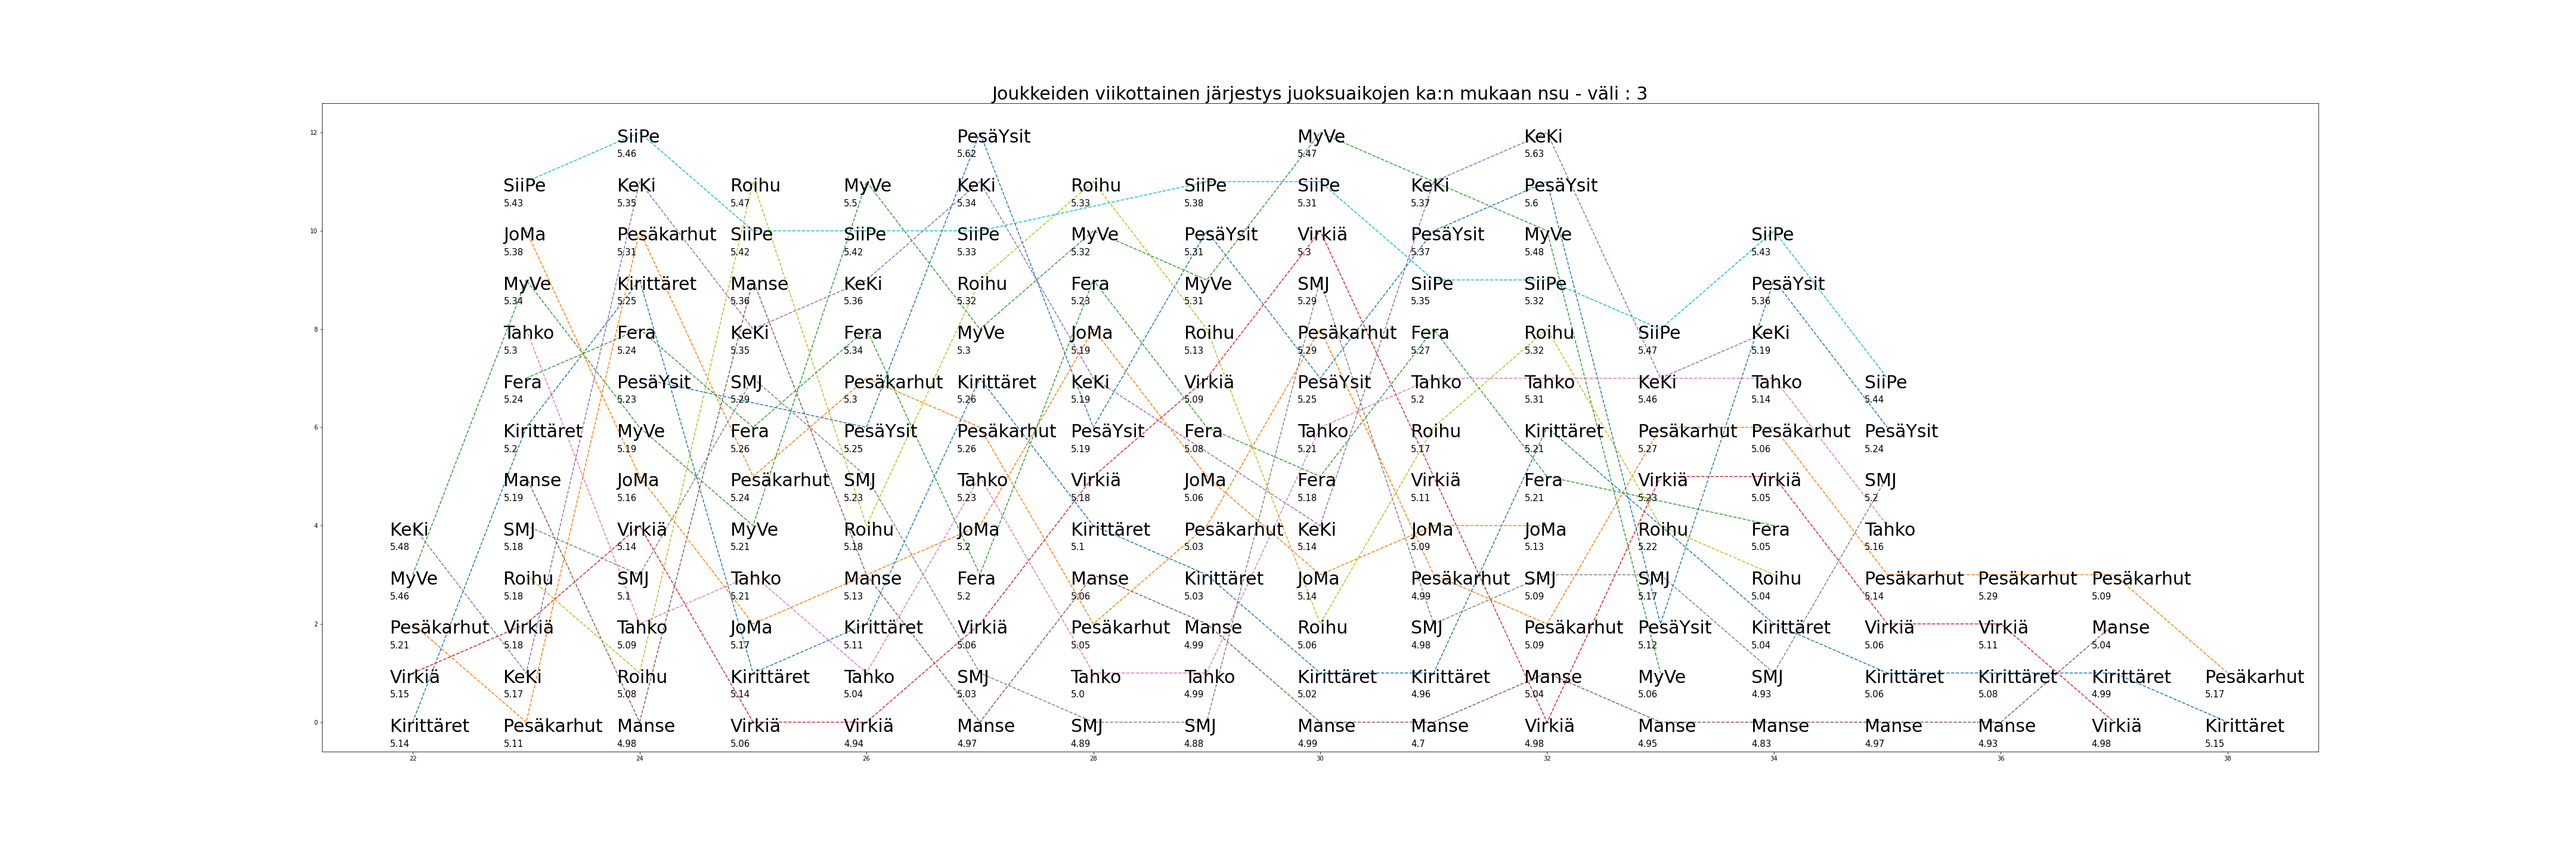 Joukkeiden viikottainen järjestys juoksuaikojen ka:n mukaan nsu - väli : 3
12 SiiPe PesäYsit MyVe KeKi
5.46 5.62 5.47 5.63
SiiPe KeKi Roihu MyVe KeKi Roihu SiiPe SiiPe KeKi PesäYsit
5.43 5.35 5.47 5.5 5.34 5.33 5.38 5.31 5.37 5.6
10 JoMa Pesäkarhut SiiPe SiiPe SiiPe MyVe PesäYsit Virkiä PesäYsit MyVe SiiPe
5.38 5.31 5.42 5.42 5.33 5.32 5.31 5.3 5.37 5.48 5.43
MyVe Kirittäret Manse KeKi Roihu Fera MyVe SMJ SiiPe SiiPe PesäYsit
5.34 5.25 5.36 5.36 5.32 5.23 5.31 5.29 5.35 5.32 5.36
8 Tahko Fera KeKi Fera MyVe JoMa Roihu Pesäkarhut Fera Roihu SiiPe KeKi
5.3 5.24 5.35 5.34 5.3 5.19 5.13 5.29 5.27 5.32 5.47 5.19
Fera PesäYsit SMJ Pesäkarhut Kirittäret KeKi Virkiä PesäYsit Tahko Tahko KeKi Tahko SiiPe
5.24 5.23 5.29 5.3 5.26 5.19 5.09 5.25 5.2 5.31 5.46 5.14 5.44
6 Kirittäret MyVe Fera PesäYsit Pesäkarhut PesäYsit Fera Tahko Roihu Kirittäret Pesäkarhut Pesäkarhut PesäYsit
5.2 5.19 5.26 5.25 5.26 5.19 5.08 5.21 5.17 5.21 5.27 5.06 5.24
Manse JoMa Pesäkarhut SMJ Tahko Virkiä JoMa Fera Virkiä Fera Virkiä Virkiä SMJ
5.19 5.16 5.24 5.23 5.23 5.18 5.06 5.18 5.11 5.21 5.23 5.05 5.2
4 KeKi SMJ Virkiä MyVe Roihu JoMa Kirittäret Pesäkarhut KeKi JoMa JoMa Roihu Fera Tahko
5.48 5.18 5.14 5.21 5.18 5.2 5.1 5.03 5.14 5.09 5.13 5.22 5.05 5.16
MyVe Roihu SMJ Tahko Manse Fera Manse Kirittäret JoMa Pesäkarhut SMJ SMJ Roihu Pesäkarhut Pesäkarhut Pesäkarhut
5.46 5.18 5.1 5.21 5.13 5.2 5.06 5.03 5.14 4.99 5.09 5.17 5.04 5.14 5.29 5.09
2 Pesäkarhut Virkiä Tahko JoMa Kirittäret Virkiä Pesäkarhut Manse Roihu SMJ Pesäkarhut PesäYsit Kirittäret Virkiä Virkiä Manse
5.21 5.18 5.09 5.17 5.11 5.06 5.05 4.99 5.06 4.98 5.09 5.12 5.04 5.06 5.11 5.04
Virkiä KeKi Roihu Kirittäret Tahko SMJ Tahko Tahko Kirittäret Kirittäret Manse MyVe SMJ Kirittäret Kirittäret Kirittäret Pesäkarhut
5.15 5.17 5.08 5.14 5.04 5.03 5.0 4.99 5.02 4.96 5.04 5.06 4.93 5.06 5.08 4.99 5.17
0 Kirittäret Pesäkarhut Manse Virkiä Virkiä Manse SMJ SMJ Manse Manse Virkiä Manse Manse Manse Manse Virkiä Kirittäret
5.14 5.11 4.98 5.06 4.94 4.97 4.89 4.88 4.99 4.7 4.98 4.95 4.83 4.97 4.93 4.98 5.15
22 24 26 28 30 32 34 36 38